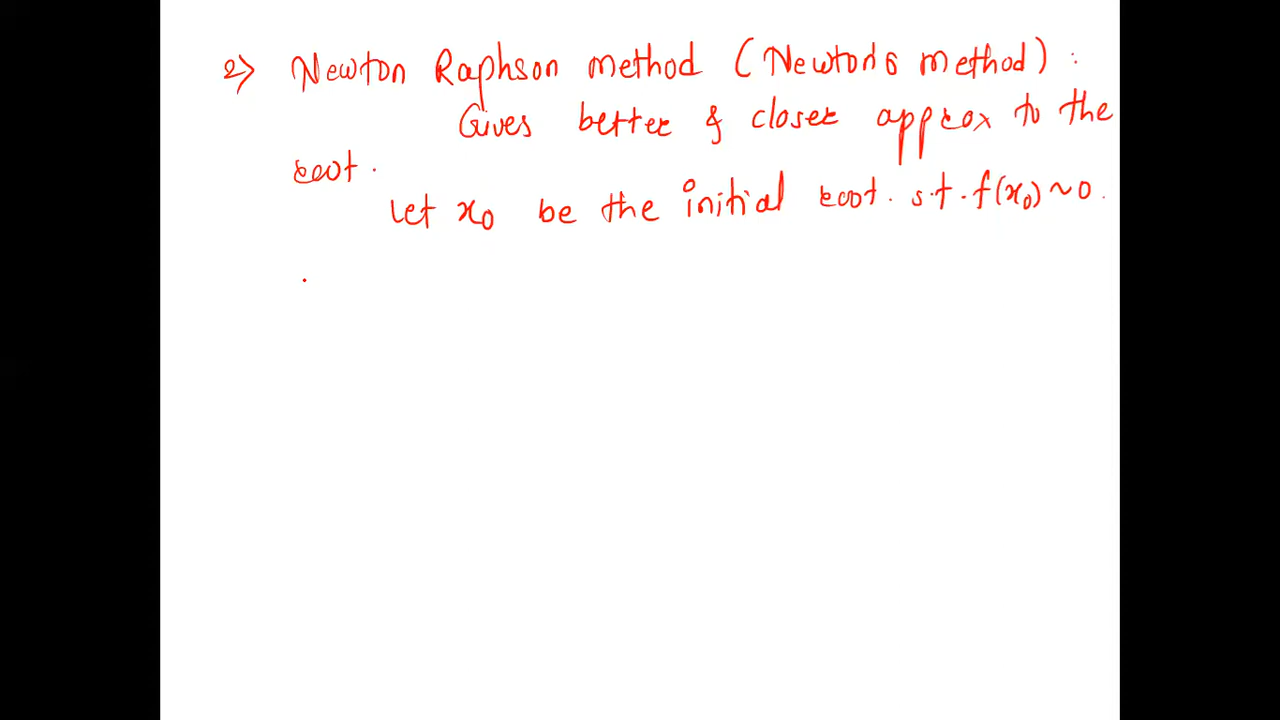 2) Newton Raphson method (Newton's method) :
Gives better & closer approx to the
root.
Let x₀ be the initial root. s.t. f(x₀) ~ 0.